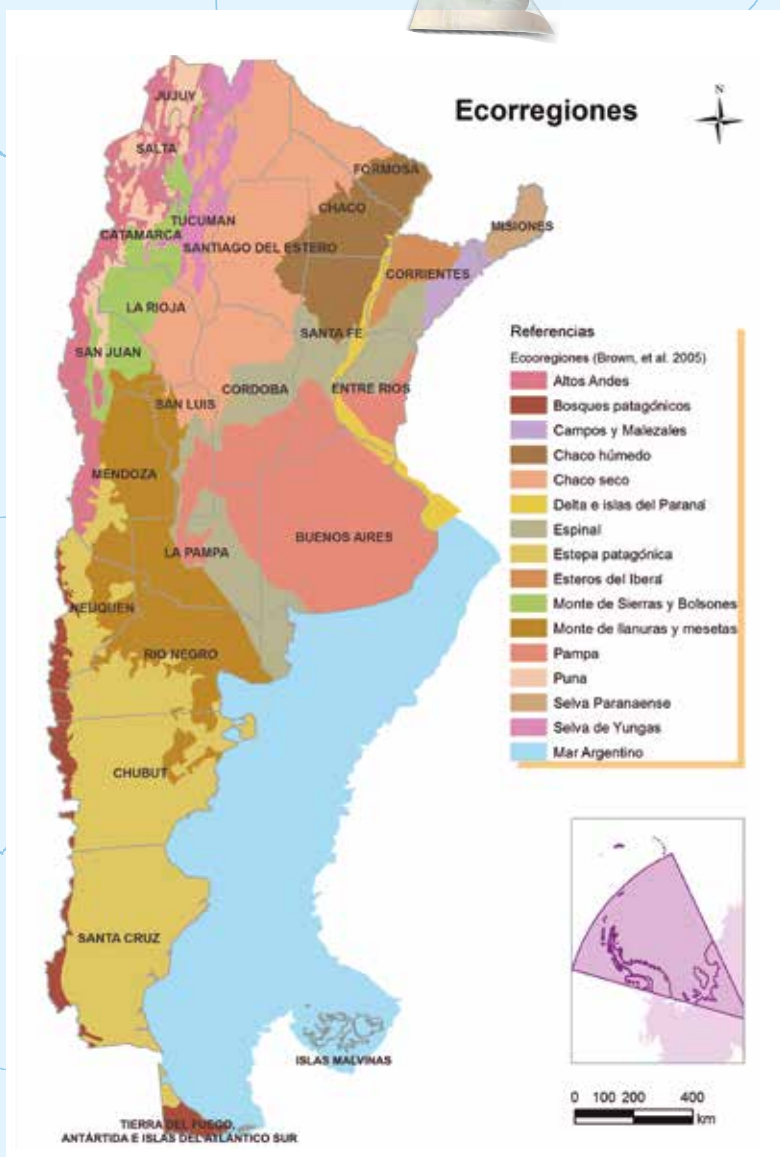 Ecorregiones
N
JUJUY
SALTA
FORMOSA
CHACO
MISIONES
TUCUMAN
CATAMARCA
SANTIAGO DEL ESTERO
CORRIENTES
LA RIOJA
SANTA FE
SAN JUAN
CORDOBA
ENTRE RIOS
SAN LUIS
MENDOZA
BUENOS AIRES
LA PAMPA
NEUQUEN
RIO NEGRO
CHUBUT
SANTA CRUZ
ISLAS MALVINAS
TIERRA DEL FUEGO,
ANTÁRTIDA E ISLAS DEL ATLANTICO SUR
Referencias
Ecooregiones (Brown, et al. 2005)
Altos Andes
Bosques patagónicos
Campos y Malezales
Chaco húmedo
Chaco seco
Delta e islas del Paraná
Espinal
Estepa patagónica
Esteros del Iberá
Monte de Sierras y Bolsones
Monte de llanuras y mesetas
Pampa
Puna
Selva Paranaense
Selva de Yungas
Mar Argentino
0 100 200 400
km